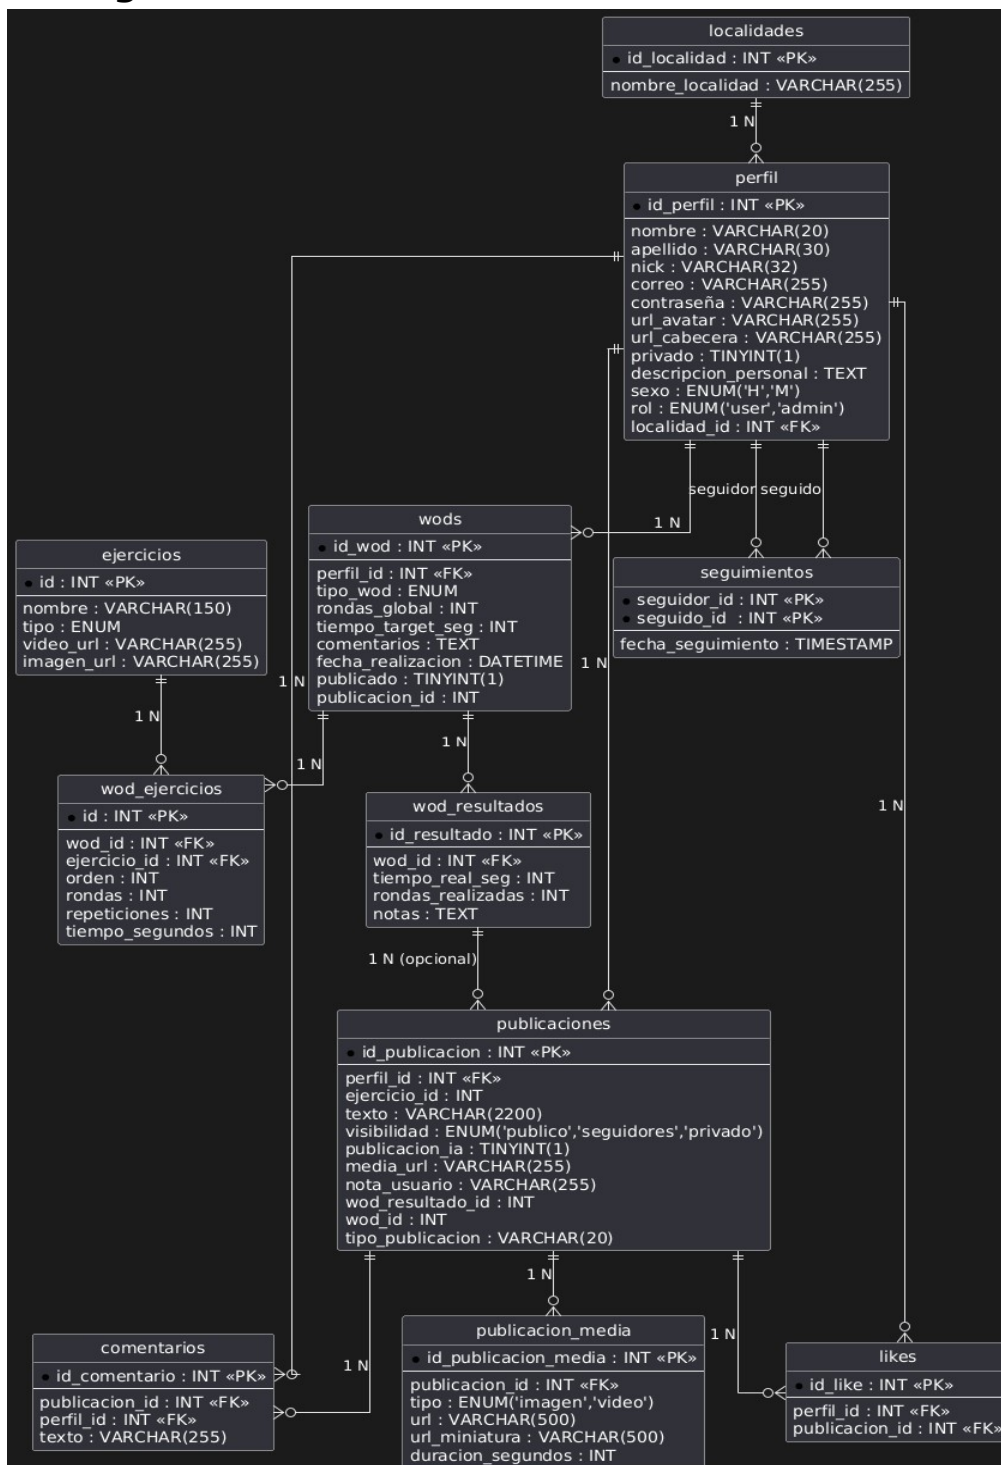 localidades
id_localidad : INT «PK»
nombre_localidad : VARCHAR(255)
1 N
perfil
id_perfil : INT «PK»
nombre : VARCHAR(20)
apellido : VARCHAR(30)
nick : VARCHAR(32)
correo : VARCHAR(255)
contraseña : VARCHAR(255)
url_avatar : VARCHAR(255)
url_cabecera : VARCHAR(255)
privado : TINYINT(1)
descripcion_personal : TEXT
sexo : ENUM('H','M')
rol : ENUM('user','admin')
localidad_id : INT «FK»
seguidor
seguido
1 N
wods
id_wod : INT «PK»
perfil_id : INT «FK»
tipo_wod : ENUM
rondas_global : INT
tiempo_target_seg : INT
comentarios : TEXT
fecha_realizacion : DATETIME
publicado : TINYINT(1)
publicacion_id : INT
ejercicios
id : INT «PK»
nombre : VARCHAR(150)
tipo : ENUM
video_url : VARCHAR(255)
imagen_url : VARCHAR(255)
seguimientos
seguidor_id : INT «PK»
seguido_id : INT «PK»
fecha_seguimiento : TIMESTAMP
1 N
1 N
1 N
1 N
1 N
wod_ejercicios
id : INT «PK»
wod_id : INT «FK»
ejercicio_id : INT «FK»
orden : INT
rondas : INT
repeticiones : INT
tiempo_segundos : INT
wod_resultados
id_resultado : INT «PK»
wod_id : INT «FK»
tiempo_real_seg : INT
rondas_realizadas : INT
notas : TEXT
1 N
1 N (opcional)
publicaciones
id_publicacion : INT «PK»
perfil_id : INT «FK»
ejercicio_id : INT
texto : VARCHAR(2200)
visibilidad : ENUM('publico','seguidores','privado')
publicacion_ia : TINYINT(1)
media_url : VARCHAR(255)
nota_usuario : VARCHAR(255)
wod_resultado_id : INT
wod_id : INT
tipo_publicacion : VARCHAR(20)
1 N
1 N
1 N
comentarios
id_comentario : INT «PK»
publicacion_id : INT «FK»
perfil_id : INT «FK»
texto : VARCHAR(255)
publicacion_media
id_publicacion_media : INT «PK»
publicacion_id : INT «FK»
tipo : ENUM('imagen','video')
url : VARCHAR(500)
url_miniatura : VARCHAR(500)
duracion_segundos : INT
likes
id_like : INT «PK»
perfil_id : INT «FK»
publicacion_id : INT «FK»